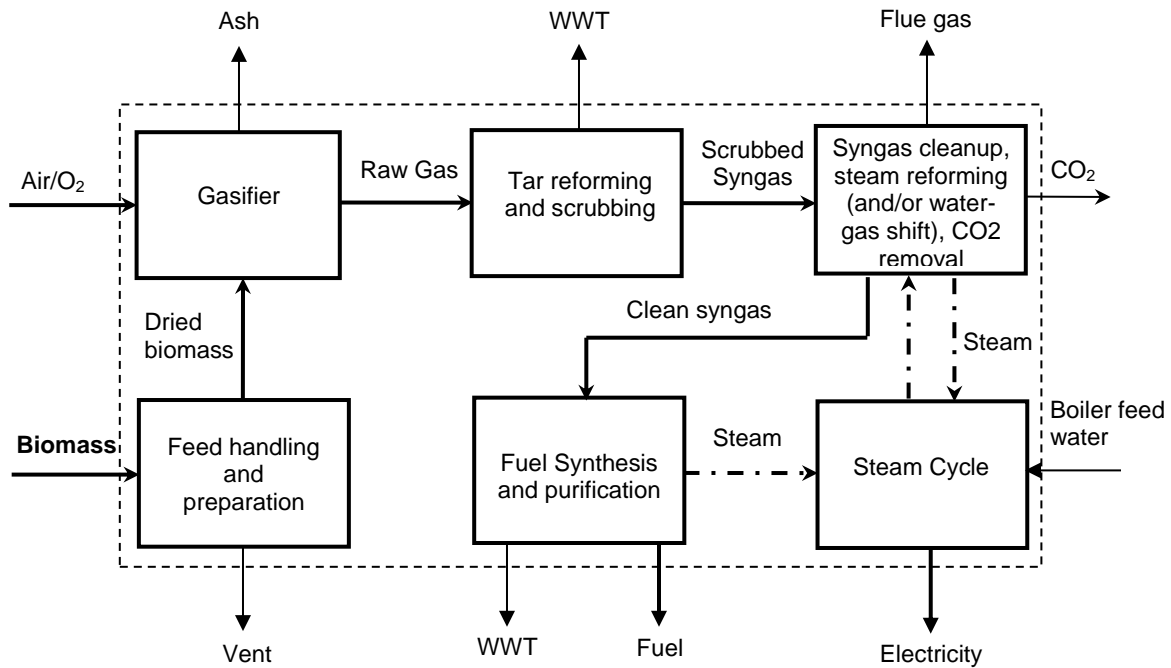 Ash
WWT
Flue gas
Air/O₂
Gasifier
Raw Gas
Tar reforming
and scrubbing
Scrubbed
Syngas
Syngas cleanup,
steam reforming
(and/or water-
gas shift), CO2
removal
CO₂
Dried
biomass
Clean syngas
Steam
Biomass
Feed handling
and
preparation
Fuel Synthesis
and purification
Steam
Steam Cycle
Boiler feed
water
Vent
WWT
Fuel
Electricity